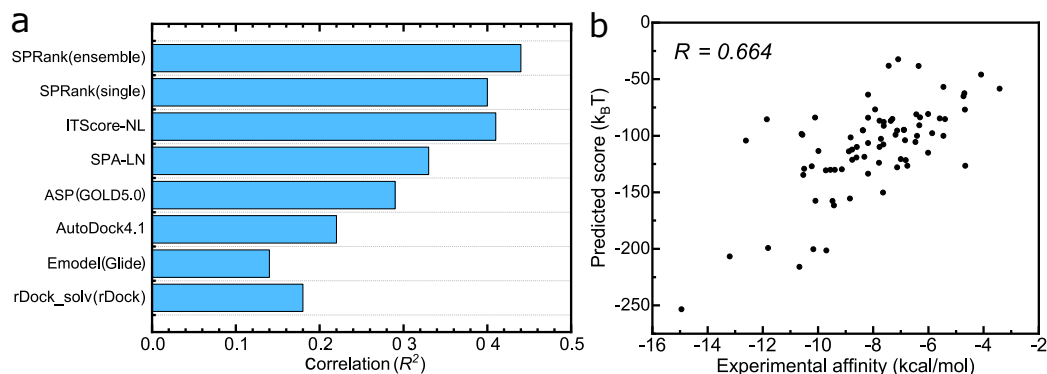 a
SPRank(ensemble)
SPRank(single)
ITScore-NL
SPA-LN
ASP(GOLD5.0)
AutoDock4.1
Emodel(Glide)
rDock_solv(rDock)
0.0 0.1 0.2 0.3 0.4 0.5
Correlation (R²)
b
R = 0.664
Predicted score (k_BT)
0
-50
-100
-150
-200
-250
-16 -14 -12 -10 -8 -6 -4 -2
Experimental affinity (kcal/mol)